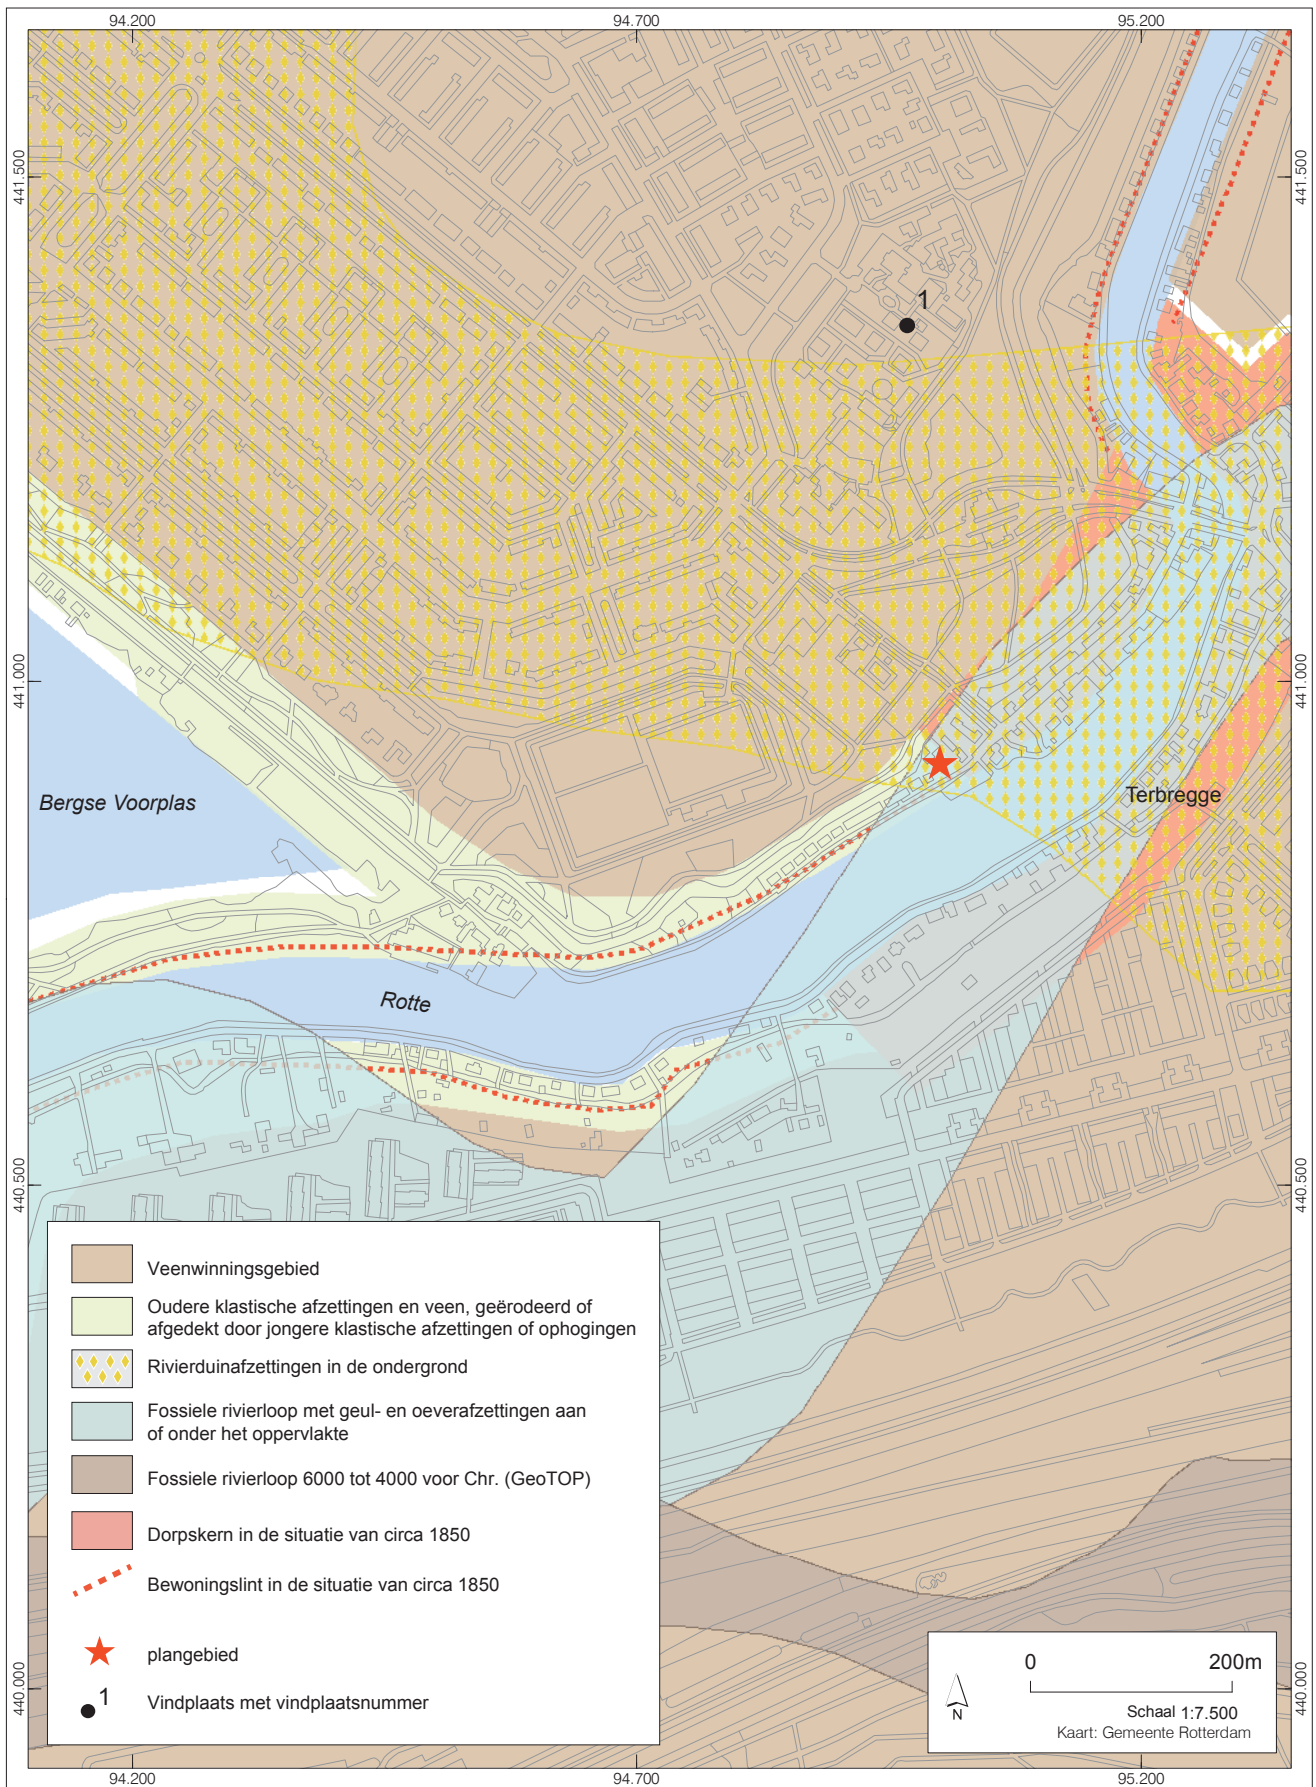 94.200
94.700
95.200
441.500
441.500
1
441.000
441.000
Bergse Voorplas
Terbregge
Rotte
440.500
440.500
Veenwinningsgebied
Oudere klastische afzettingen en veen, geërodeerd of
afgedekt door jongere klastische afzettingen of ophogingen
Rivierduinafzettingen in de ondergrond
Fossiele rivierloop met geul- en oeverafzettingen aan
of onder het oppervlakte
Fossiele rivierloop 6000 tot 4000 voor Chr. (GeoTOP)
Dorpskern in de situatie van circa 1850
Bewoningslint in de situatie van circa 1850
plangebied
1
Vindplaats met vindplaatsnummer
0
200m
N
Schaal 1:7.500
Kaart: Gemeente Rotterdam
440.000
440.000
94.200
94.700
95.200